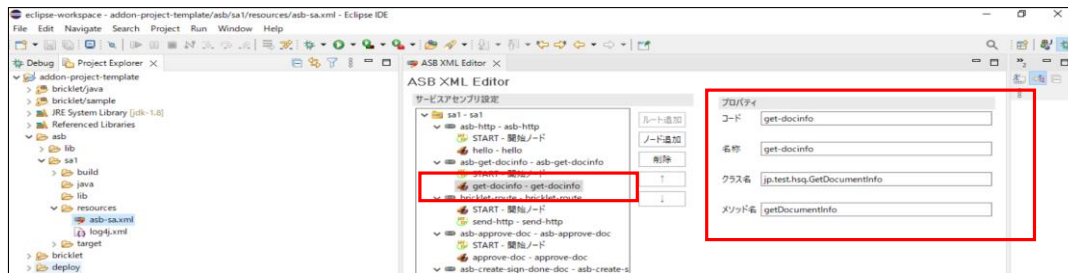 eclipse-workspace - addon-project-template/asb/sa1/resources/asb-sa.xml - Eclipse IDE
File Edit Navigate Search Project Run Window Help
Debug Project Explorer
addon-project-template
bricklet/java
bricklet/sample
JRE System Library [jdk-1.8]
Referenced Libraries
asb
lib
sa1
build
java
lib
resources
asb-sa.xml
log4j.xml
target
bricklet
deploy
ASB XML Editor
ASB XML Editor
サービスアセンブリ設定
sa1 - sa1
asb-http - asb-http
START - 開始ノード
hello - hello
asb-get-docinfo - asb-get-docinfo
START - 開始ノード
get-docinfo - get-docinfo
bricklet-route - bricklet-route
START - 開始ノード
send-http - send-http
asb-approve-doc - asb-approve-doc
START - 開始ノード
approve-doc - approve-doc
asb-create-sign-done-doc - asb-create-s
ルート追加
ノード追加
削除
↑
↓
プロパティ
コード get-docinfo
名称 get-docinfo
クラス名 jp.test.hsq.GetDocumentInfo
メソッド名 getDocumentInfo